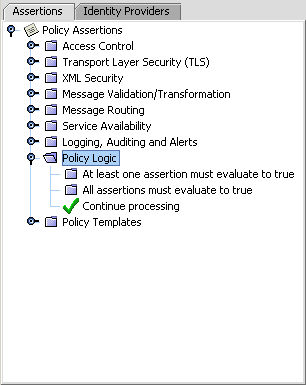 Assertions Identity Providers
Policy Assertions
Access Control
Transport Layer Security (TLS)
XML Security
Message Validation/Transformation
Message Routing
Service Availability
Logging, Auditing and Alerts
Policy Logic
At least one assertion must evaluate to true
All assertions must evaluate to true
Continue processing
Policy Templates